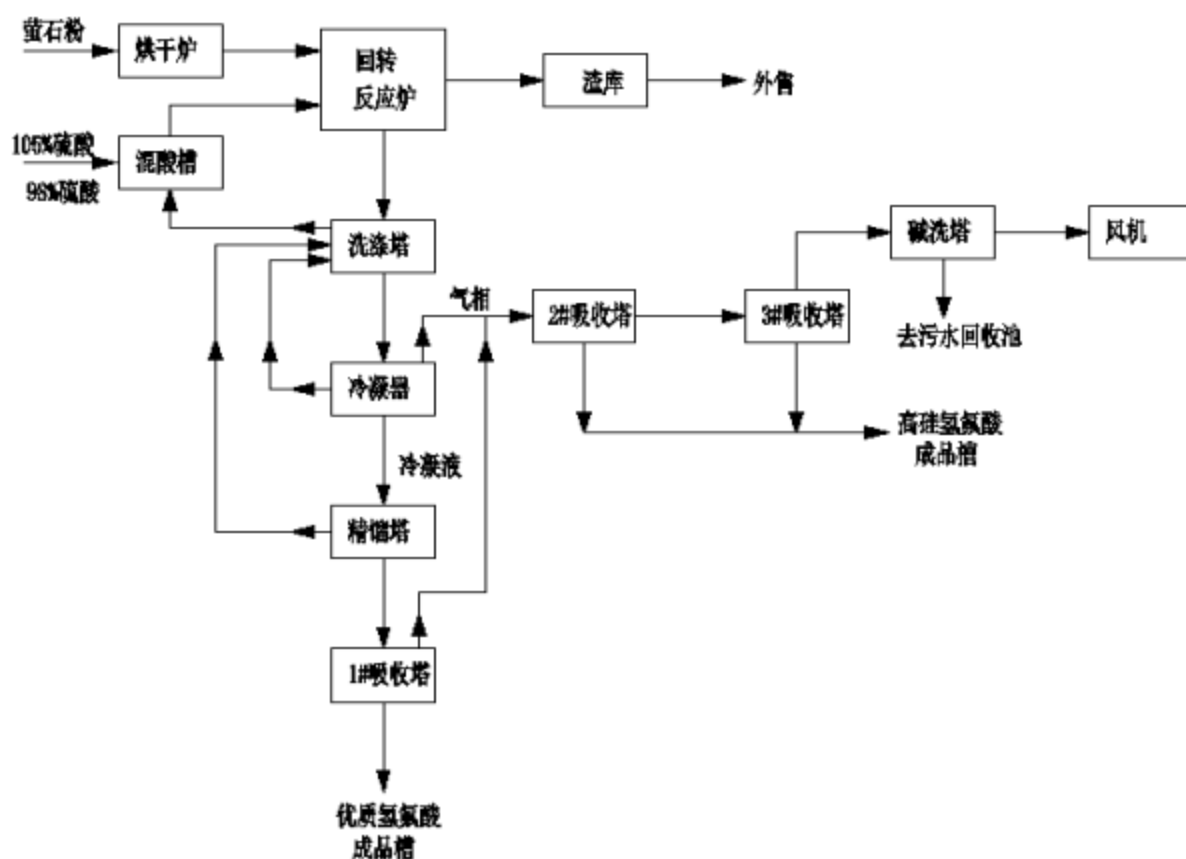 萤石粉
烘干炉
回转
反应炉
渣库
外售
105%硫酸
98%硫酸
混酸槽
洗涤塔
碱洗塔
风机
气相
2#吸收塔
3#吸收塔
去污水回收池
冷凝器
高硅氢氟酸
成品槽
冷凝液
精馏塔
1#吸收塔
优质氢氟酸
成品槽